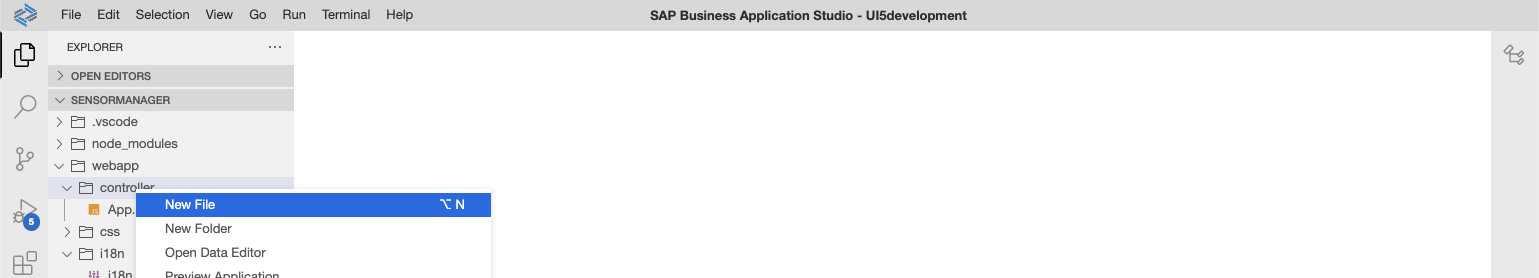 File Edit Selection View Go Run Terminal Help SAP Business Application Studio - UI5development
EXPLORER ...
OPEN EDITORS
SENSORMANAGER
.vscode
node_modules
webapp
controller
New File ⌥ N
JS App.
5
New Folder
css
Open Data Editor
i18n
Preview Application
i18n